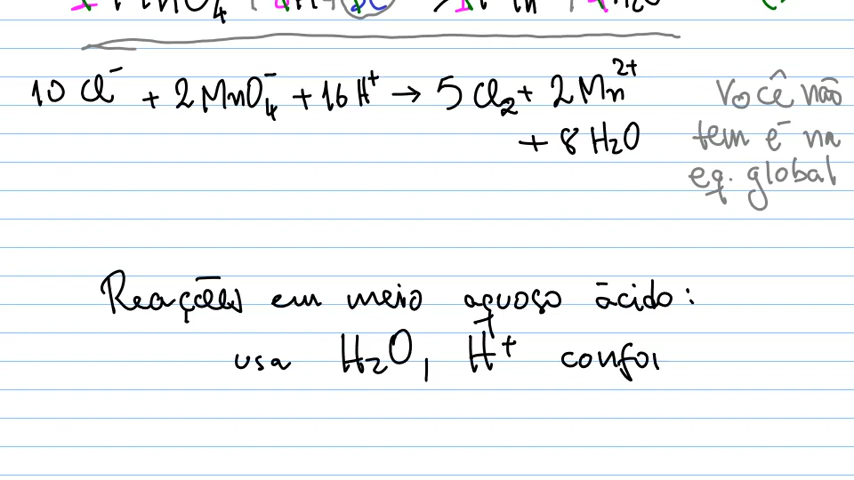 10 Cl⁻ + 2 MnO₄⁻ + 16 H⁺ → 5 Cl₂ + 2 Mn²⁺
+ 8 H₂O
Você não
tem é na
eq. global
Reações em meio aquoso ácido:
usa H₂O, H⁺ confor